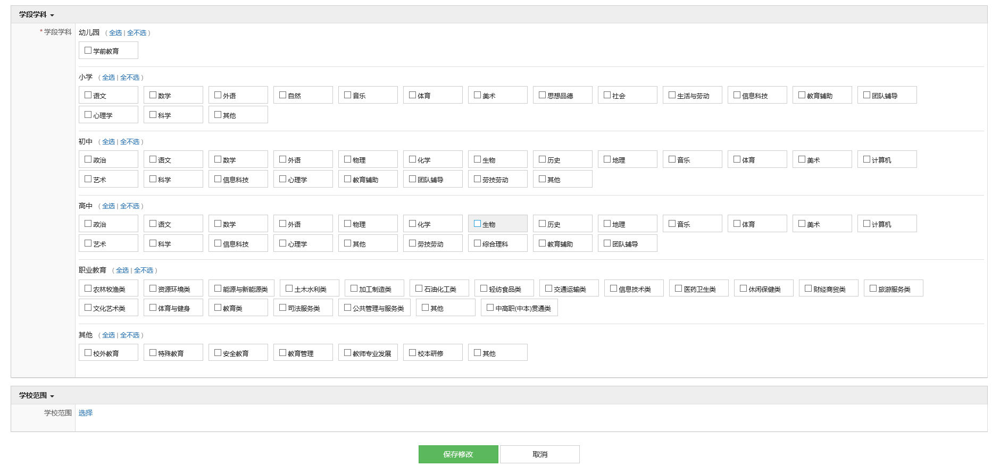 学段学科
* 学段学科
幼儿园 ( 全选 | 全不选 )
学前教育
小学 ( 全选 | 全不选 )
语文 数学 外语 自然 音乐 体育 美术 思想品德 社会 生活与劳动 信息科技 教育辅助 团队辅导
心理学 科学 其他
初中 ( 全选 | 全不选 )
政治 语文 数学 外语 物理 化学 生物 历史 地理 音乐 体育 美术 计算机
艺术 科学 信息科技 心理学 教育辅助 团队辅导 劳技劳动 其他
高中 ( 全选 | 全不选 )
政治 语文 数学 外语 物理 化学 生物 历史 地理 音乐 体育 美术 计算机
艺术 科学 信息科技 心理学 其他 劳技劳动 综合理科 教育辅助 团队辅导
职业教育 ( 全选 | 全不选 )
农林牧渔类 资源环境类 能源与新能源类 土木水利类 加工制造类 石油化工类 轻纺食品类 交通运输类 信息技术类 医药卫生类 休闲保健类 财经商贸类 旅游服务类
文化艺术类 体育与健身 教育类 司法服务类 公共管理与服务类 其他 中高职(中本)贯通类
其他 ( 全选 | 全不选 )
校外教育 特殊教育 安全教育 教育管理 教师专业发展 校本研修 其他
学校范围
学校范围 选择
保存修改 取消